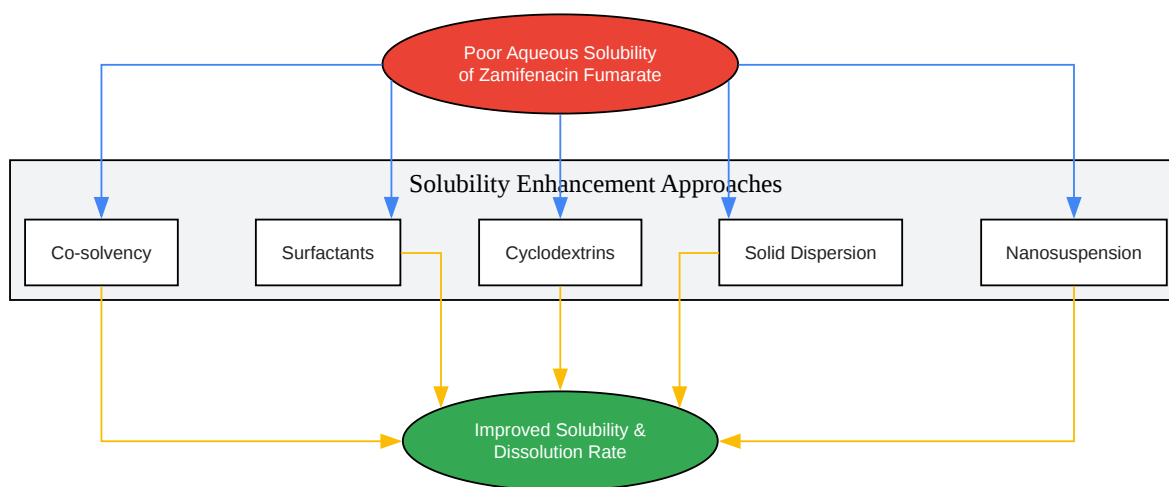 Poor Aqueous Solubility
of Zamifenacin Fumarate
Solubility Enhancement Approaches
Co-solvency
Surfactants
Cyclodextrins
Solid Dispersion
Nanosuspension
Improved Solubility &
Dissolution Rate